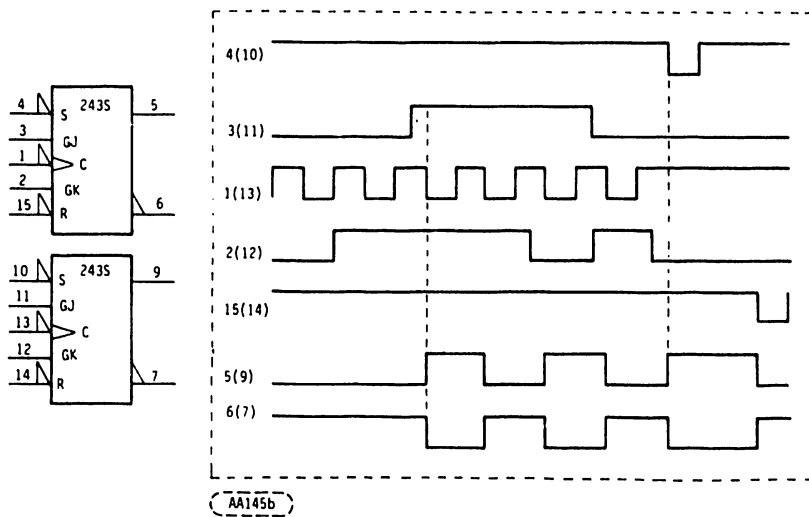 4 S 243S 5
3 GJ
1 C
2 GK
15 R 6
10 S 243S 9
11 GJ
13 C
12 GK
14 R 7
4(10)
3(11)
1(13)
2(12)
15(14)
5(9)
6(7)
AA145b